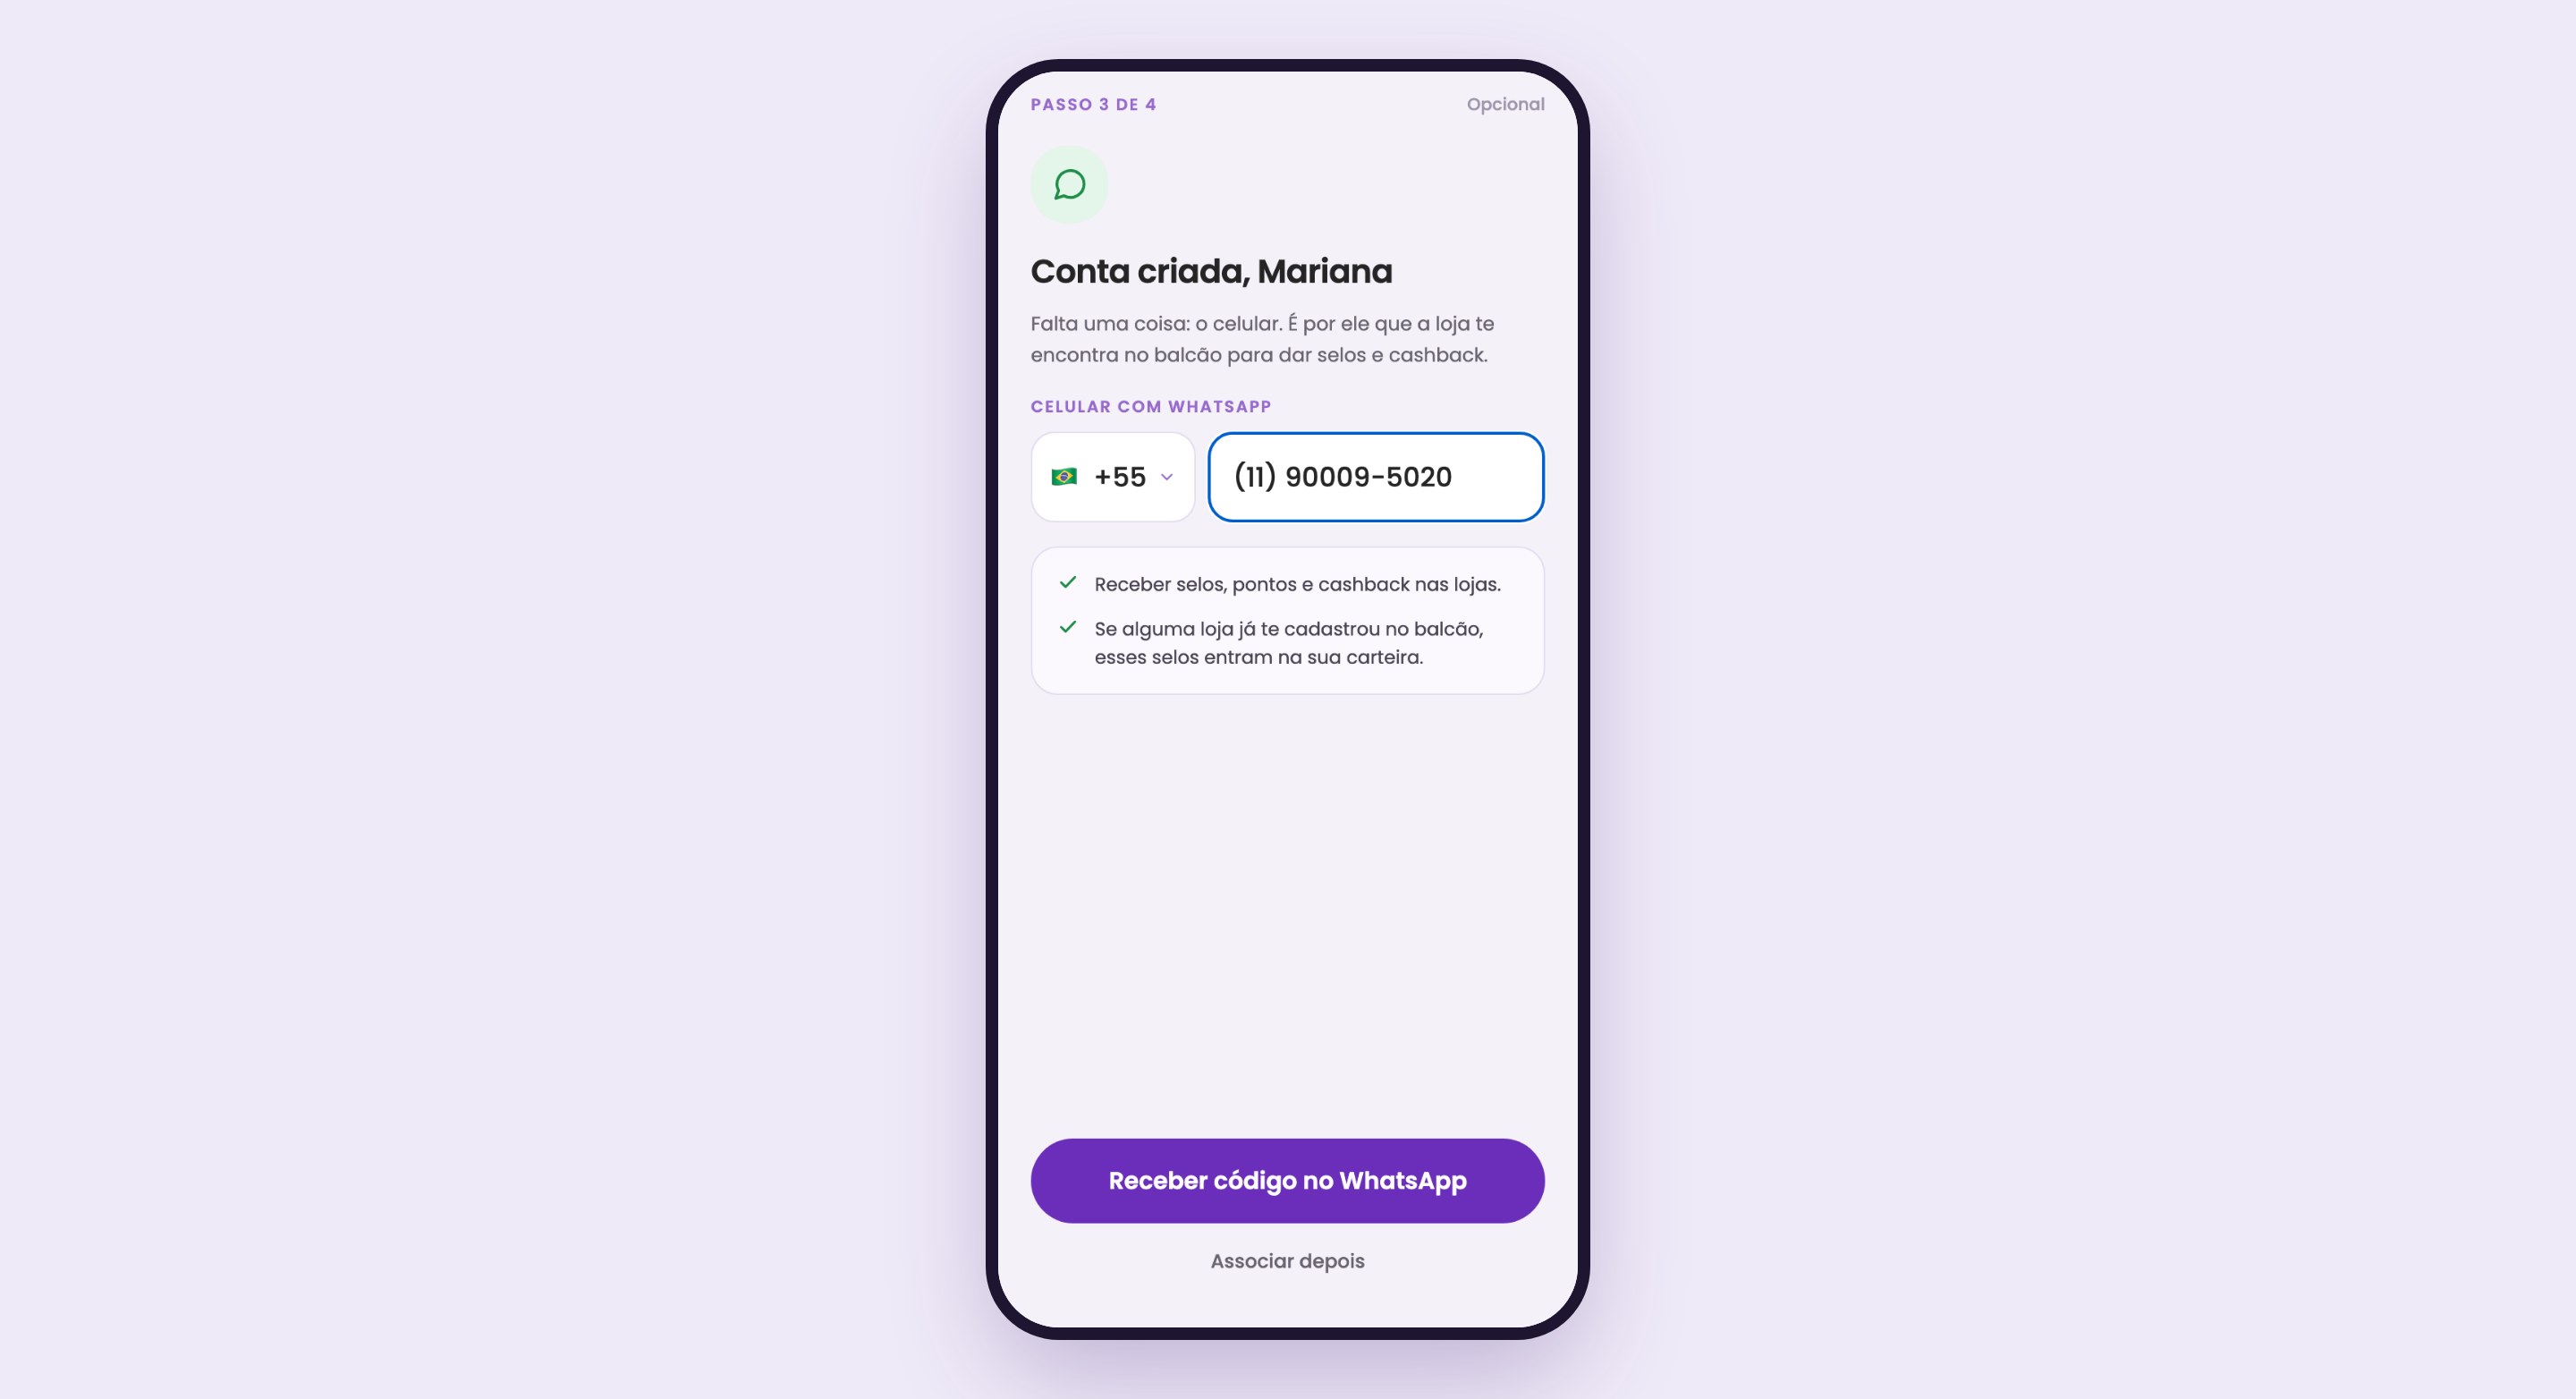 PASSO 3 DE 4
Opcional
Conta criada, Mariana
Falta uma coisa: o celular. É por ele que a loja te
encontra no balcão para dar selos e cashback.
CELULAR COM WHATSAPP
+55
(11) 90009-5020
Receber selos, pontos e cashback nas lojas.
Se alguma loja já te cadastrou no balcão,
esses selos entram na sua carteira.
Receber código no WhatsApp
Associar depois